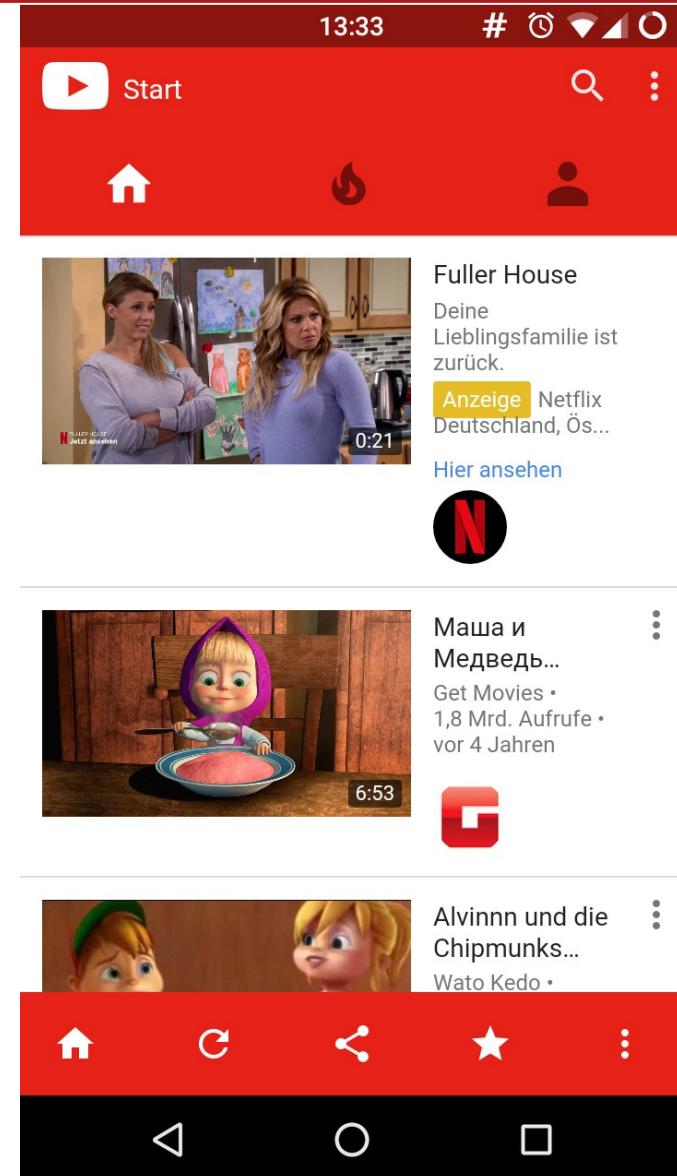 13:33
Start
Fuller House
Deine
Lieblingsfamilie ist
zurück.
Anzeige Netflix
Deutschland, Ös...
Hier ansehen
FULLER HOUSE
Jetzt ansehen
0:21
N
Маша и
Медведь...
Get Movies •
1,8 Mrd. Aufrufe •
vor 4 Jahren
6:53
G
Alvinnn und die
Chipmunks...
Wato Kedo •